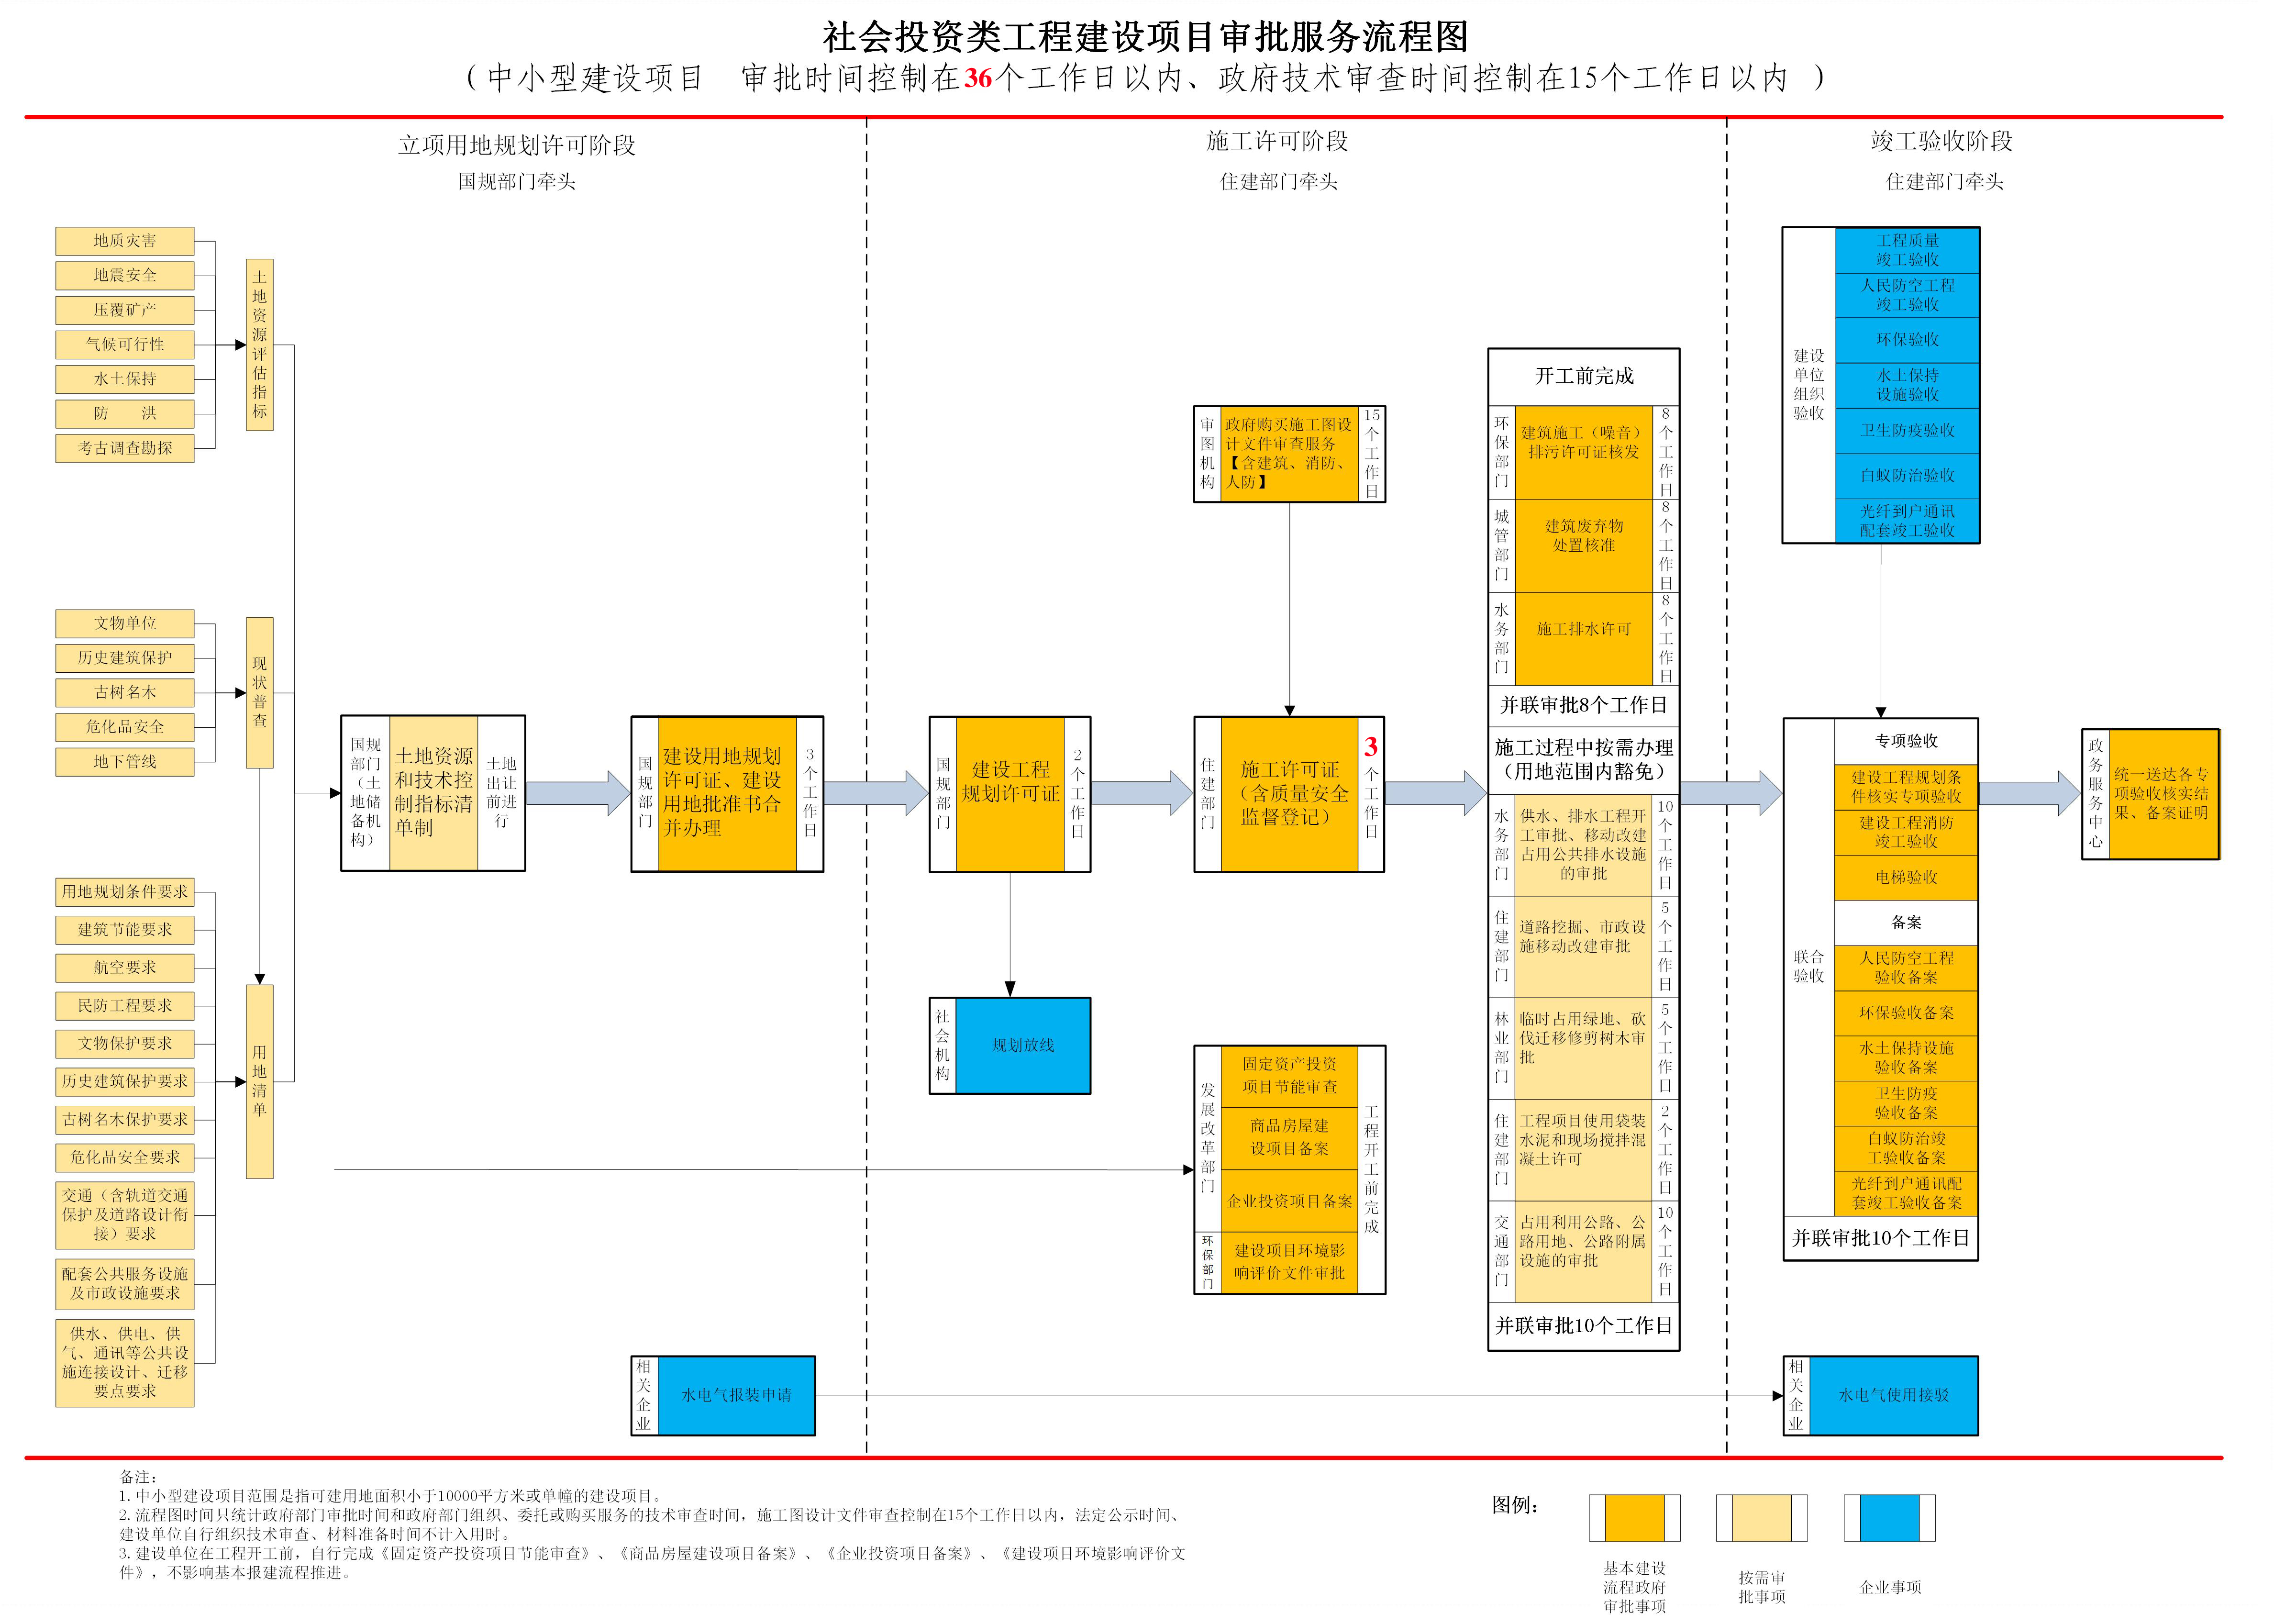 社会投资类工程建设项目审批服务流程图
（中小型建设项目　审批时间控制在36个工作日以内、政府技术审查时间控制在15个工作日以内　）
立项用地规划许可阶段
国规部门牵头
施工许可阶段
住建部门牵头
竣工验收阶段
住建部门牵头
地质灾害
地震安全
压覆矿产
气候可行性
水土保持
防　　洪
考古调查勘探
土地资源评估指标
文物单位
历史建筑保护
古树名木
危化品安全
地下管线
现状普查
用地规划条件要求
建筑节能要求
航空要求
民防工程要求
文物保护要求
历史建筑保护要求
古树名木保护要求
危化品安全要求
交通（含轨道交通
保护及道路设计衔
接）要求
配套公共服务设施
及市政设施要求
供水、供电、供
气、通讯等公共设
施连接设计、迁移
要点要求
用地清单
国规
部门
（土
地储
备机
构）
土地资源
和技术控
制指标清
单制
土地
出让
前进
行
国规部门
建设用地规划
许可证、建设
用地批准书合
并办理
3个工作日
相关企业
水电气报装申请
国规部门
建设工程
规划许可证
2个工作日
社会机构
规划放线
审图机构
政府购买施工图设
计文件审查服务
【含建筑、消防、
人防】
15个工作日
住建部门
施工许可证
（含质量安全
监督登记）
3个工作日
发展改革部门
固定资产投资
项目节能审查
商品房屋建
设项目备案
企业投资项目备案
环保部门
建设项目环境影
响评价文件审批
工程开工前完成
开工前完成
环保部门
建筑施工（噪音）
排污许可证核发
8个工作日
城管部门
建筑废弃物
处置核准
8个工作日
水务部门
施工排水许可
8个工作日
并联审批8个工作日
施工过程中按需办理
（用地范围内豁免）
水务部门
供水、排水工程开
工审批、移动改建
占用公共排水设施
的审批
10个工作日
住建部门
道路挖掘、市政设
施移动改建审批
5个工作日
林业部门
临时占用绿地、砍
伐迁移修剪树木审
批
5个工作日
住建部门
工程项目使用袋装
水泥和现场搅拌混
凝土许可
2个工作日
交通部门
占用利用公路、公
路用地、公路附属
设施的审批
10个工作日
并联审批10个工作日
建设
单位
组织
验收
工程质量
竣工验收
人民防空工程
竣工验收
环保验收
水土保持
设施验收
卫生防疫验收
白蚁防治验收
光纤到户通讯
配套竣工验收
联合
验收
专项验收
建设工程规划条
件核实专项验收
建设工程消防
竣工验收
电梯验收
备案
人民防空工程
验收备案
环保验收备案
水土保持设施
验收备案
卫生防疫
验收备案
白蚁防治竣
工验收备案
光纤到户通讯配
套竣工验收备案
并联审批10个工作日
政务服务中心
统一送达各专
项验收核实结
果、备案证明
相关企业
水电气使用接驳
备注：
1.中小型建设项目范围是指可建用地面积小于10000平方米或单幢的建设项目。
2.流程图时间只统计政府部门审批时间和政府部门组织、委托或购买服务的技术审查时间，施工图设计文件审查控制在15个工作日以内，法定公示时间、
建设单位自行组织技术审查、材料准备时间不计入用时。
3.建设单位在工程开工前，自行完成《固定资产投资项目节能审查》、《商品房屋建设项目备案》、《企业投资项目备案》、《建设项目环境影响评价文
件》，不影响基本报建流程推进。
图例：
基本建设
流程政府
审批事项
按需审
批事项
企业事项